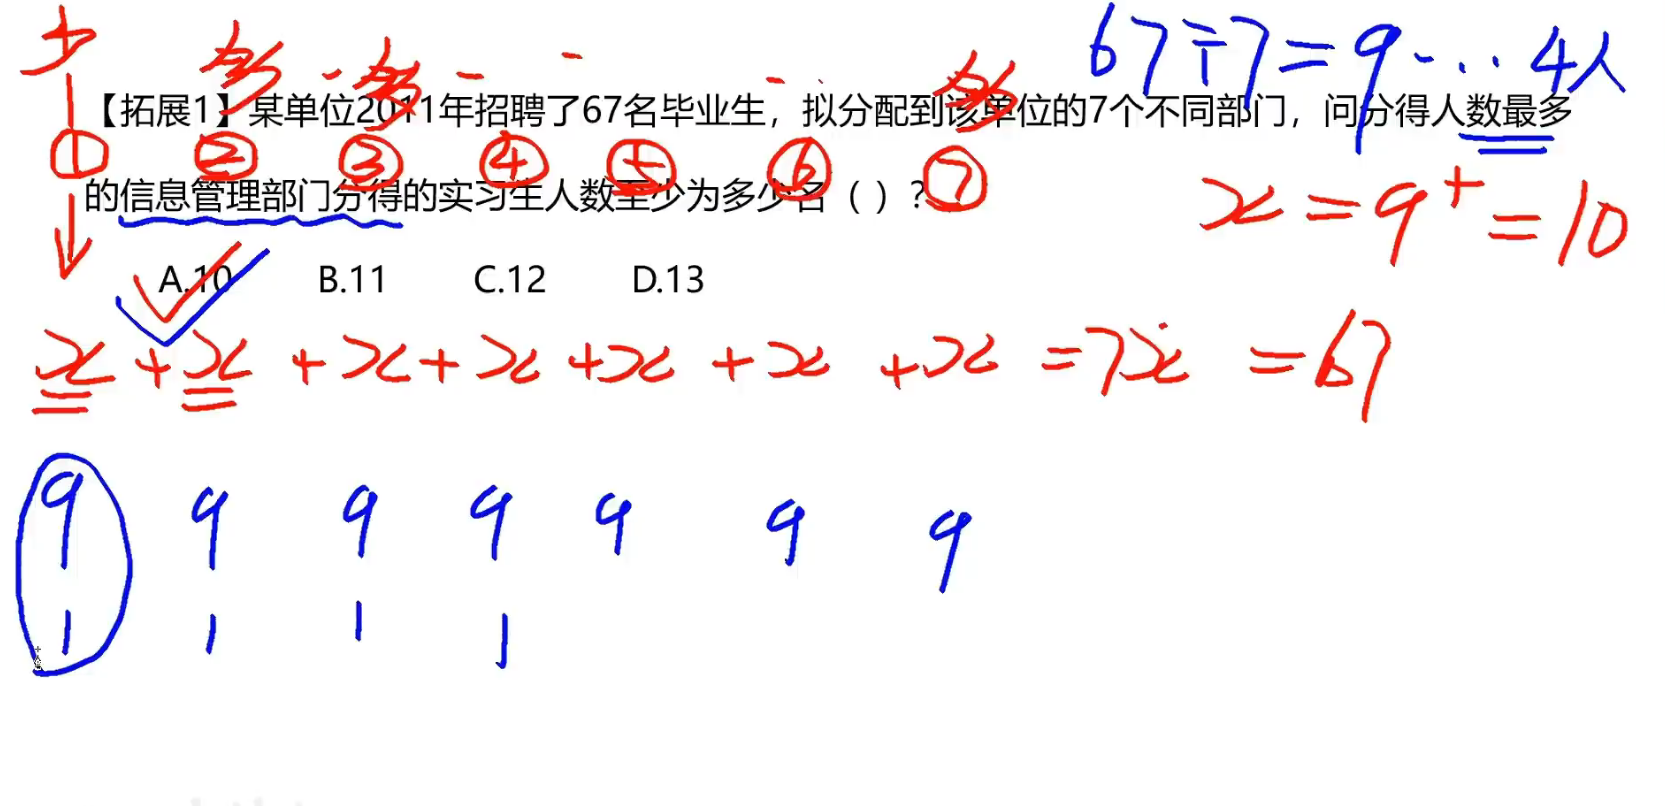 少 多 多 多 67÷7=9…4人
【拓展1】某单位2011年招聘了67名毕业生，拟分配到该单位的7个不同部门，问分得人数最多
① ② ③ ④ ⑤ ⑥ ⑦
的信息管理部门分得的实习生人数至少为多少名（ ）？
x=9⁺=10
A.10 B.11 C.12 D.13
x+x+x+x+x+x+x=7x=67
9 9 9 9 9 9 9
1 1 1 1